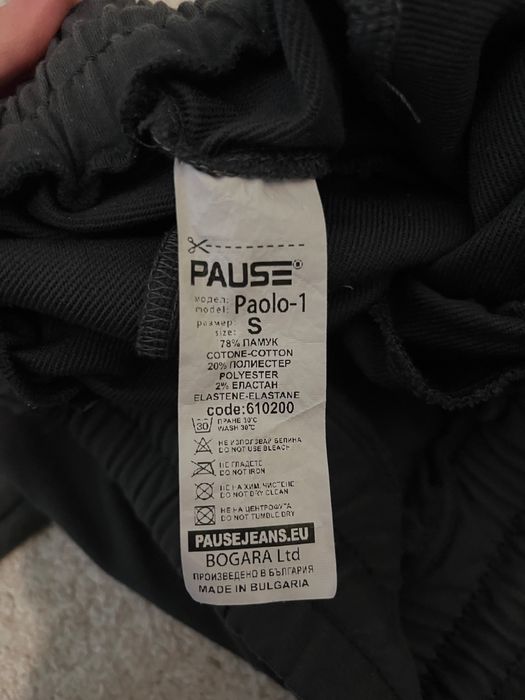 PAUSE®
модел:
model: Paolo-1
размер:
size: S
78% ПАМУК
COTONE-COTTON
20% ПОЛИЕСТЕР
POLYESTER
2% ЕЛАСТАН
ELASTENE-ELASTANE
code:610200
30 ПРАНЕ 30°C
WASH 30°C
НЕ ИЗПОЛЗВАЙ БЕЛИНА
DO NOT USE BLEACH
НЕ ГЛАДЕТЕ
DO NOT IRON
НЕ НА ХИМ. ЧИСТЕНЕ
DO NOT DRY CLEAN
НЕ НА ЦЕНТРОФУГА
DO NOT TUMBLE DRY
PAUSEJEANS.EU
BOGARA Ltd
ПРОИЗВЕДЕНО В БЪЛГАРИЯ
MADE IN BULGARIA